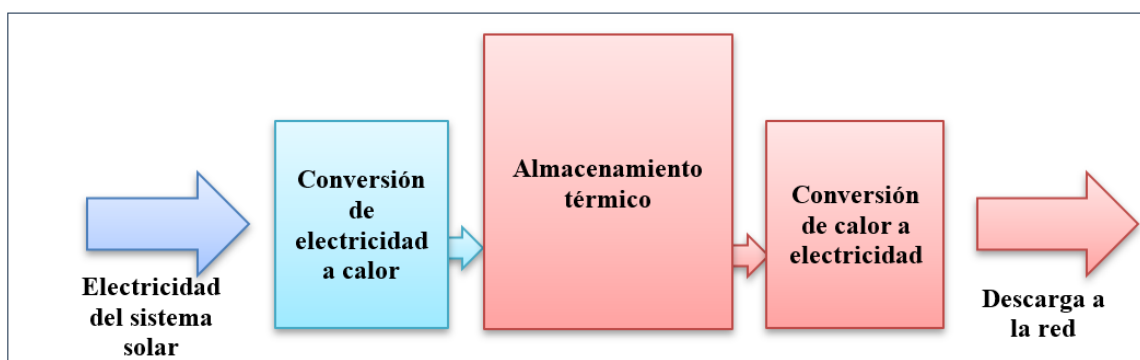 Electricidad
del sistema
solar
Conversión
de
electricidad
a calor
Almacenamiento
térmico
Conversión
de calor a
electricidad
Descarga a
la red